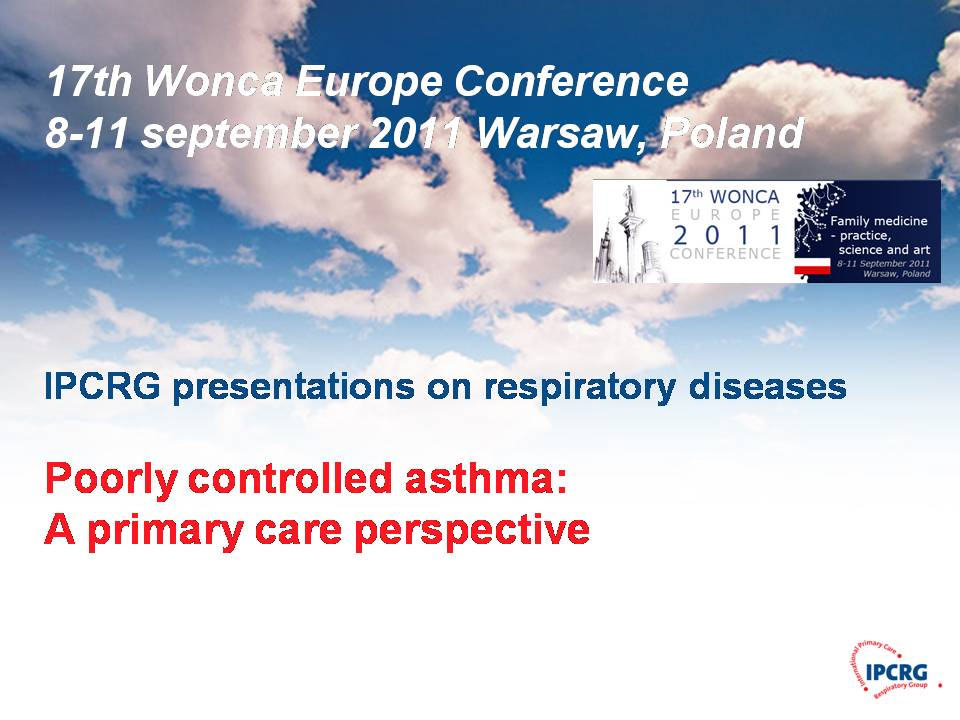 17th Wonca Europe Conference
8-11 september 2011 Warsaw, Poland
17th WONCA
EUROPE
2011
CONFERENCE
Family medicine
- practice,
science and art
8-11 September 2011
Warsaw, Poland
IPCRG presentations on respiratory diseases
Poorly controlled asthma:
A primary care perspective
International Primary Care
IPCRG
Respiratory Group